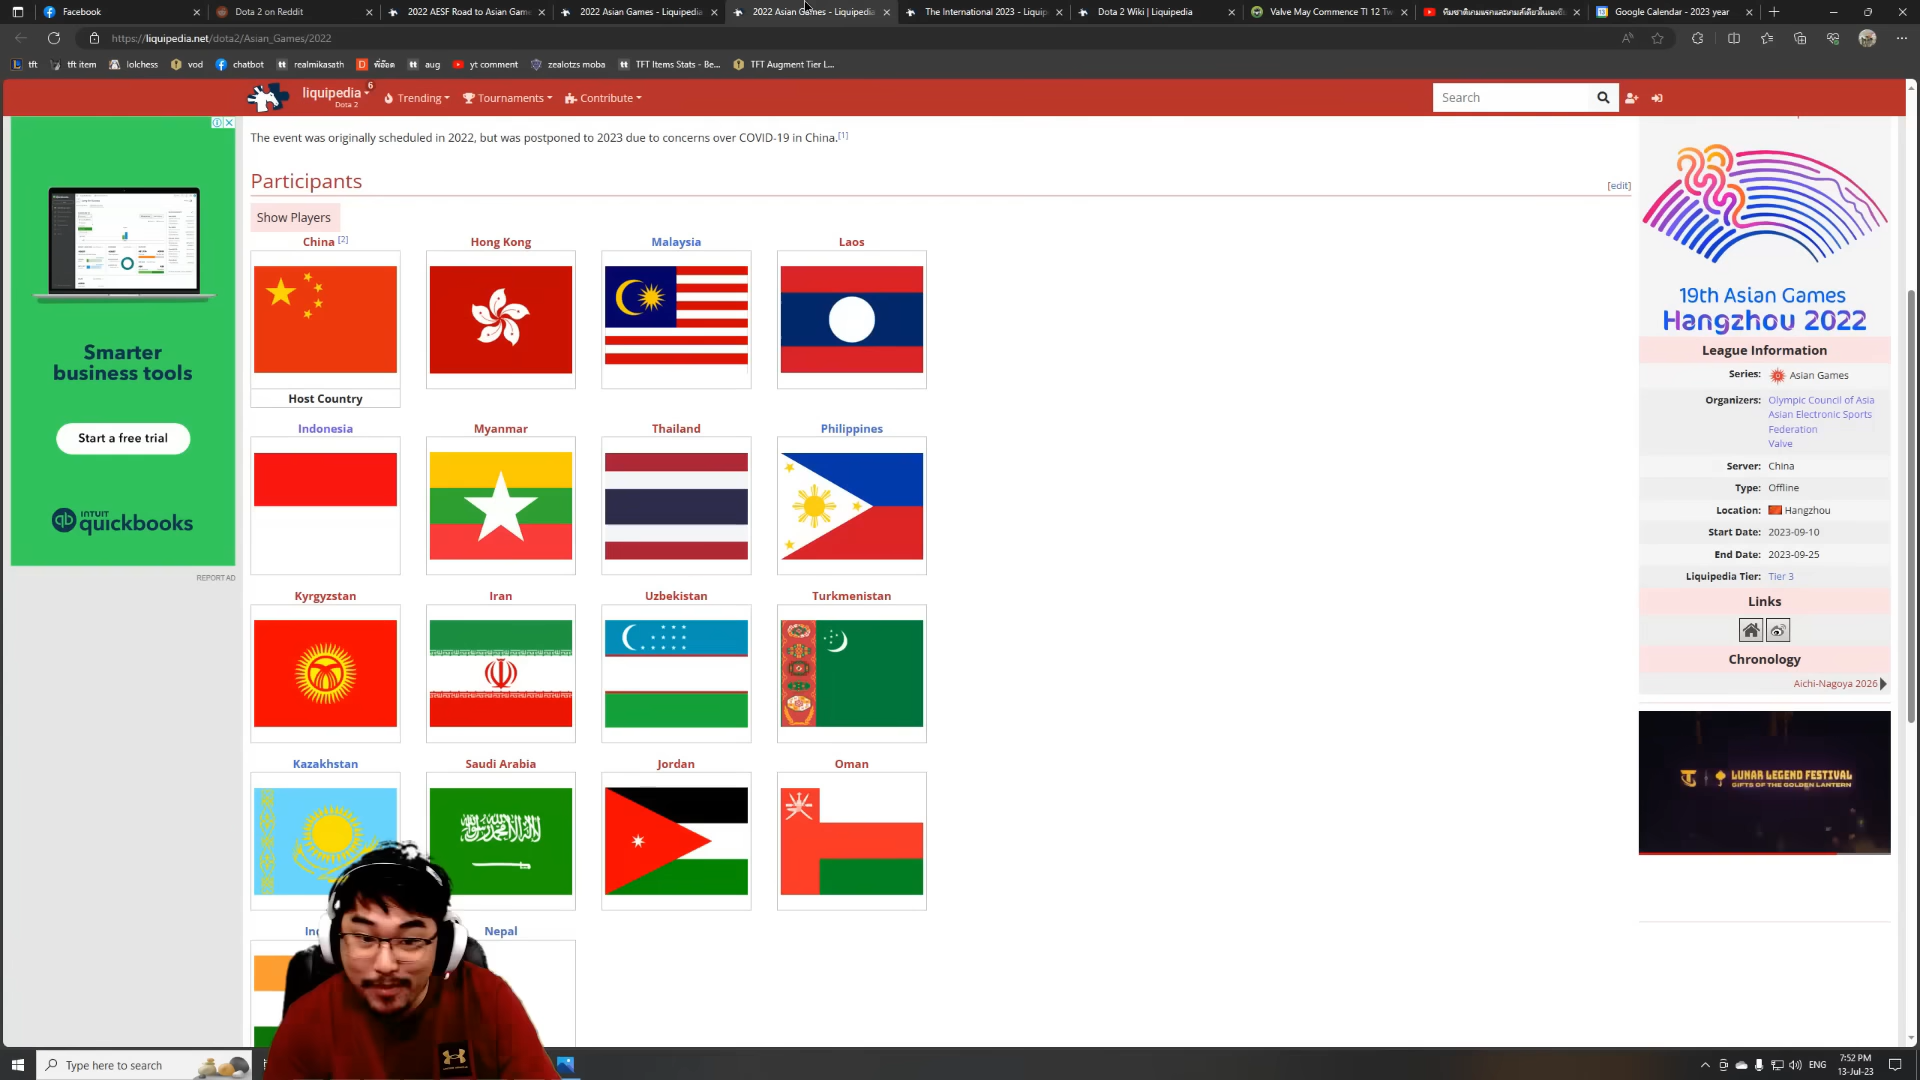 Facebook
Dota 2 on Reddit
2022 AESF Road to Asian Gam
2022 Asian Games - Liquipedia
2022 Asian Games - Liquipedia
The International 2023 - Liquip
Dota 2 Wiki | Liquipedia
Valve May Commence TI 12 Tw
Google Calendar - 2023 year
https://liquipedia.net/dota2/Asian_Games/2022
tft
tft item
lolchess
vod
chatbot
realmikasath
พี่อ๊อด
aug
yt comment
zealotzs moba
TFT Items Stats - Be...
TFT Augment Tier L...
liquipedia
Dota 2
6
Trending
Tournaments
Contribute
Search
The event was originally scheduled in 2022, but was postponed to 2023 due to concerns over COVID-19 in China.[1]
Participants
[edit]
Show Players
China [2]
Hong Kong
Malaysia
Laos
Host Country
Indonesia
Myanmar
Thailand
Philippines
Kyrgyzstan
Iran
Uzbekistan
Turkmenistan
Kazakhstan
Saudi Arabia
Jordan
Oman
In
Nepal
Smarter
business tools
Start a free trial
INTUIT
quickbooks
REPORT AD
19th Asian Games
Hangzhou 2022
League Information
Series: Asian Games
Organizers: Olympic Council of Asia
Asian Electronic Sports
Federation
Valve
Server: China
Type: Offline
Location: Hangzhou
Start Date: 2023-09-10
End Date: 2023-09-25
Liquipedia Tier: Tier 3
Links
Chronology
Aichi-Nagoya 2026
LUNAR LEGEND FESTIVAL
GIFTS OF THE GOLDEN LANTERN
Type here to search
ENG
7:52 PM
13-Jul-23